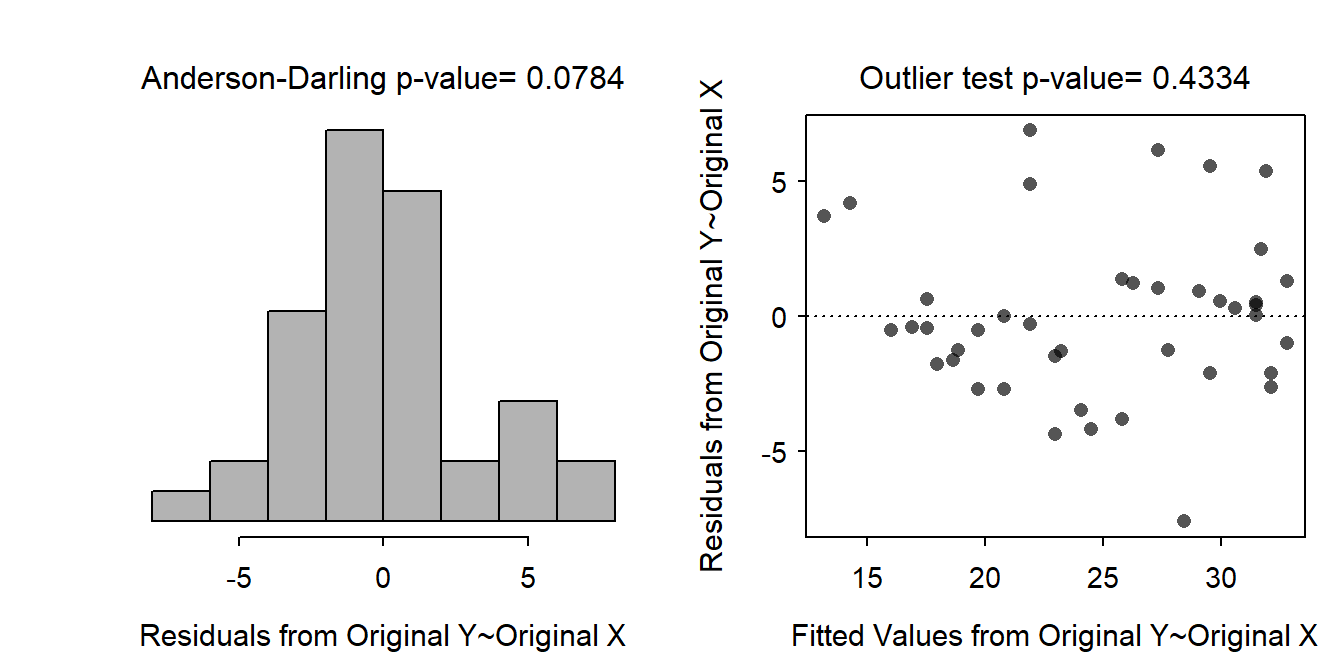 Anderson-Darling p-value= 0.0784
-5 0 5
Residuals from Original Y~Original X
Outlier test p-value= 0.4334
Residuals from Original Y~Original X
5
0
-5
15 20 25 30
Fitted Values from Original Y~Original X